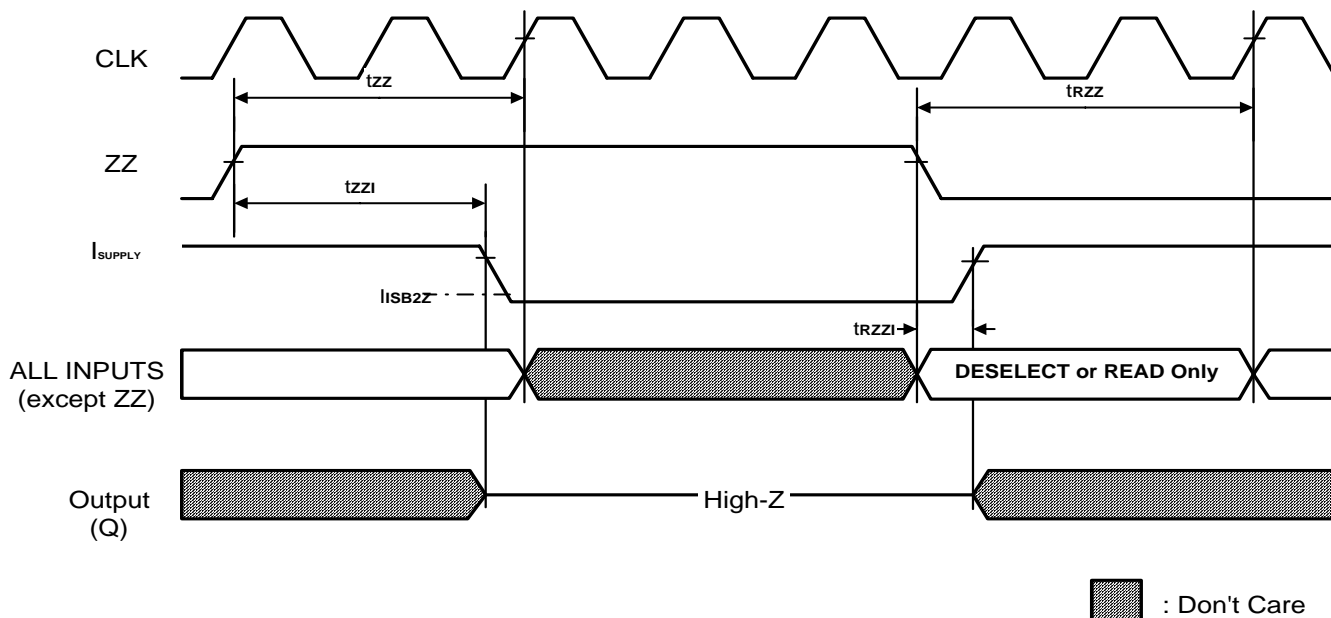 CLK
tZZ
tRZZ
ZZ
tZZI
ISUPPLY
IISB2Z
tRZZI
ALL INPUTS
(except ZZ)
DESELECT or READ Only
Output
(Q)
High-Z
: Don't Care